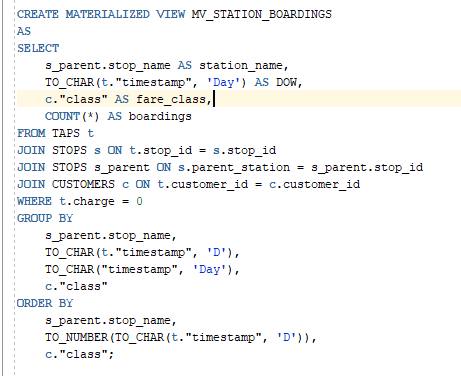 CREATE MATERIALIZED VIEW MV_STATION_BOARDINGS
AS
SELECT
    s_parent.stop_name AS station_name,
    TO_CHAR(t."timestamp", 'Day') AS DOW,
    c."class" AS fare_class,
    COUNT(*) AS boardings
FROM TAPS t
JOIN STOPS s ON t.stop_id = s.stop_id
JOIN STOPS s_parent ON s.parent_station = s_parent.stop_id
JOIN CUSTOMERS c ON t.customer_id = c.customer_id
WHERE t.charge = 0
GROUP BY
    s_parent.stop_name,
    TO_CHAR(t."timestamp", 'D'),
    TO_CHAR("timestamp", 'Day'),
    c."class"
ORDER BY
    s_parent.stop_name,
    TO_NUMBER(TO_CHAR(t."timestamp", 'D')),
    c."class";